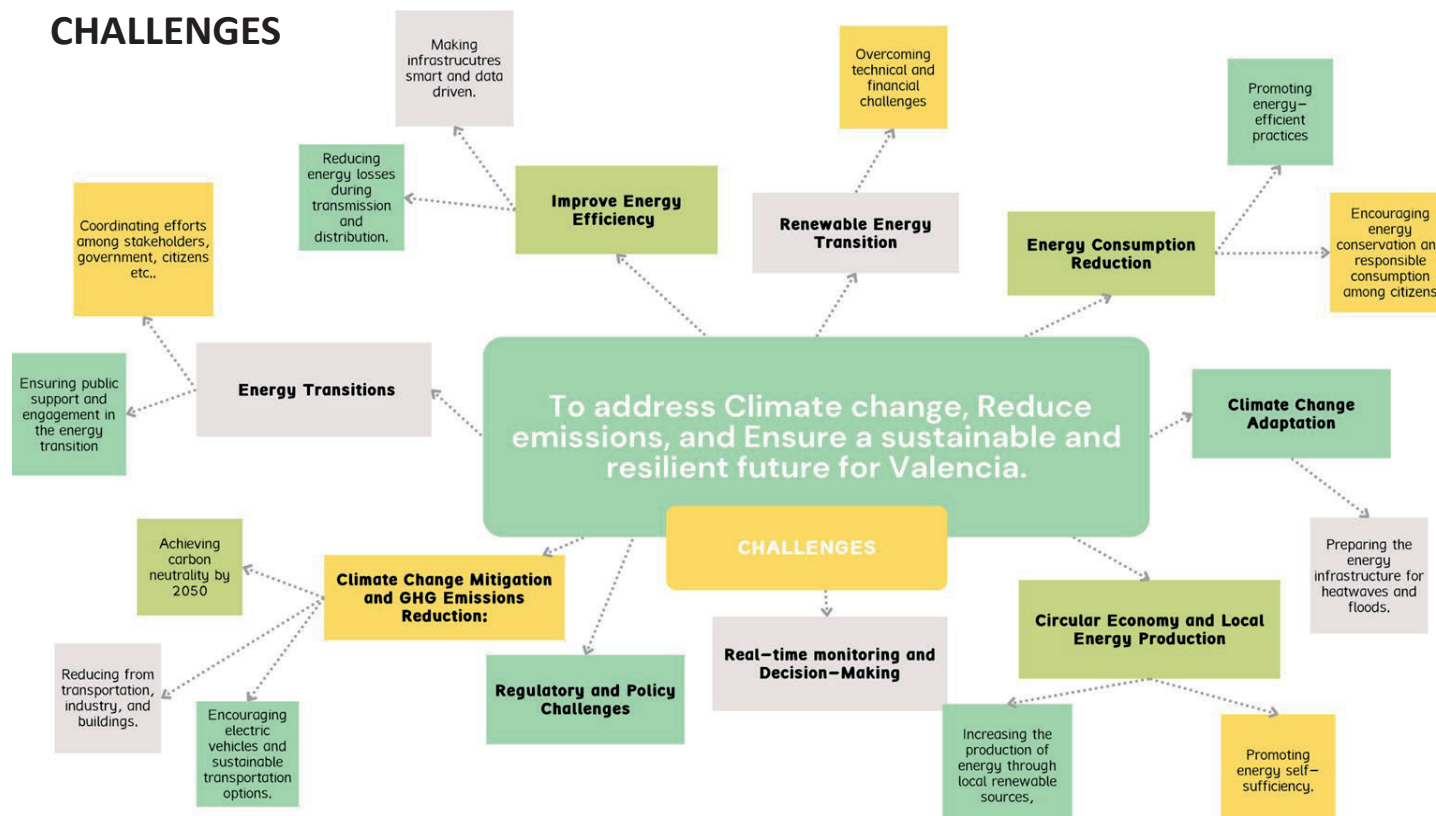 CHALLENGES
Making
infrastrucutres
smart and data
driven.
Overcoming
technical and
financial
challenges
Promoting
energy-
efficient
practices
Reducing
energy losses
during
transmission
and
distribution.
Improve Energy
Efficiency
Renewable Energy
Transition
Energy Consumption
Reduction
Encouraging
energy
conservation an
responsible
consumption
among citizens
Coordinating efforts
among stakeholders,
government, citizens
etc..
Ensuring public
support and
engagement in
the energy
transition
Energy Transitions
To address Climate change, Reduce
emissions, and Ensure a sustainable and
resilient future for Valencia.
CHALLENGES
Climate Change
Adaptation
Preparing the
energy
infrastructure for
heatwaves and
floods.
Achieving
carbon
neutrality by
2050
Climate Change Mitigation
and GHG Emissions
Reduction:
Reducing from
transportation,
industry, and
buildings.
Encouraging
electric
vehicles and
sustainable
transportation
options.
Regulatory and Policy
Challenges
Real-time monitoring and
Decision-Making
Circular Economy and Local
Energy Production
Increasing the
production of
energy through
local renewable
sources,
Promoting
energy self-
sufficiency.